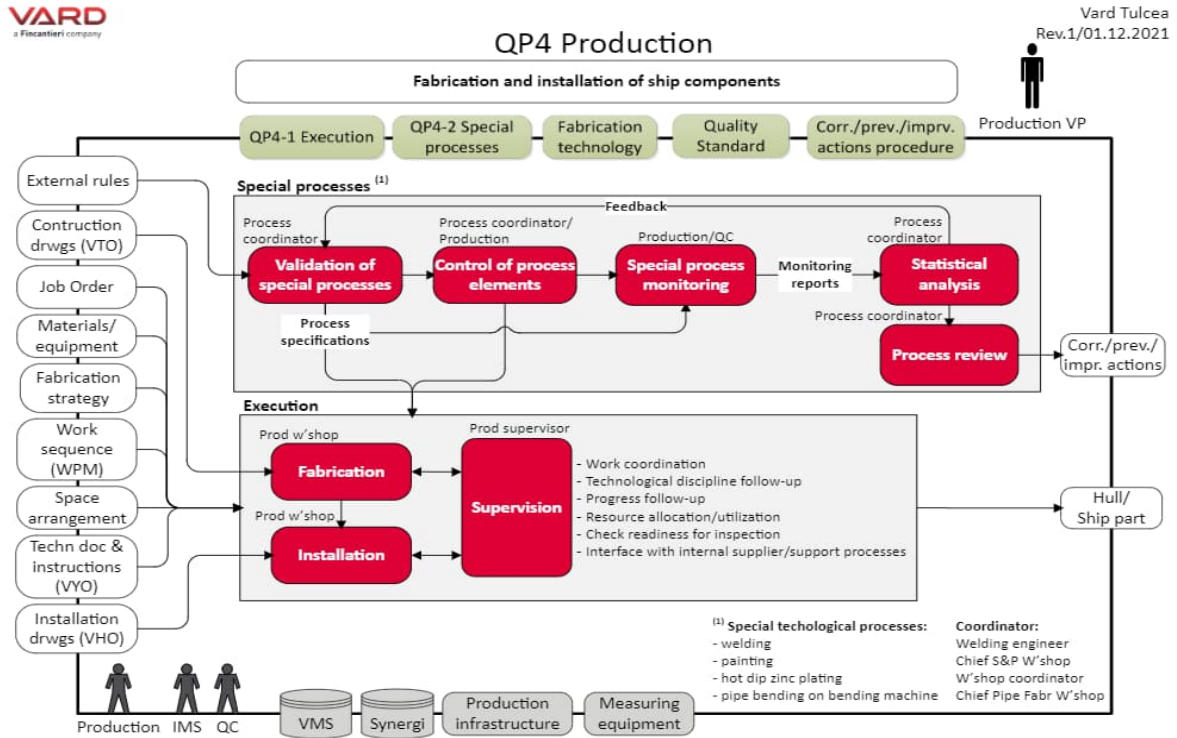 VARD
a Fincantieri company
Vard Tulcea
Rev.1/01.12.2021
QP4 Production
Fabrication and installation of ship components
Production VP
QP4-1 Execution
QP4-2 Special
processes
Fabrication
technology
Quality
Standard
Corr./prev./imprv.
actions procedure
External rules
Contruction
drwgs (VTO)
Job Order
Materials/
equipment
Fabrication
strategy
Work
sequence
(WPM)
Space
arrangement
Techn doc &
instructions
(VYO)
Installation
drwgs (VHO)
Special processes (1)
Feedback
Process
coordinator
Validation of
special processes
Process coordinator/
Production
Control of process
elements
Production/QC
Special process
monitoring
Monitoring
reports
Process
coordinator
Statistical
analysis
Process
specifications
Process coordinator
Process review
Corr./prev./
impr. actions
Execution
Prod w'shop
Fabrication
Prod w'shop
Installation
Prod supervisor
Supervision
- Work coordination
- Technological discipline follow-up
- Progress follow-up
- Resource allocation/utilization
- Check readiness for inspection
- Interface with internal supplier/support processes
Hull/
Ship part
(1) Special techological processes: Coordinator:
- welding Welding engineer
- painting Chief S&P W'shop
- hot dip zinc plating W'shop coordinator
- pipe bending on bending machine Chief Pipe Fabr W'shop
Production
IMS
QC
VMS
Synergi
Production
infrastructure
Measuring
equipment